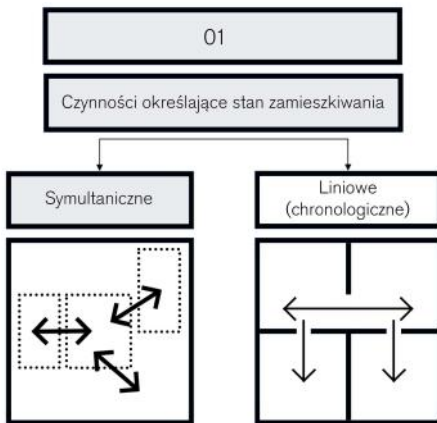 01
Czynności określające stan zamieszkiwania
Symultaniczne
Liniowe
(chronologiczne)